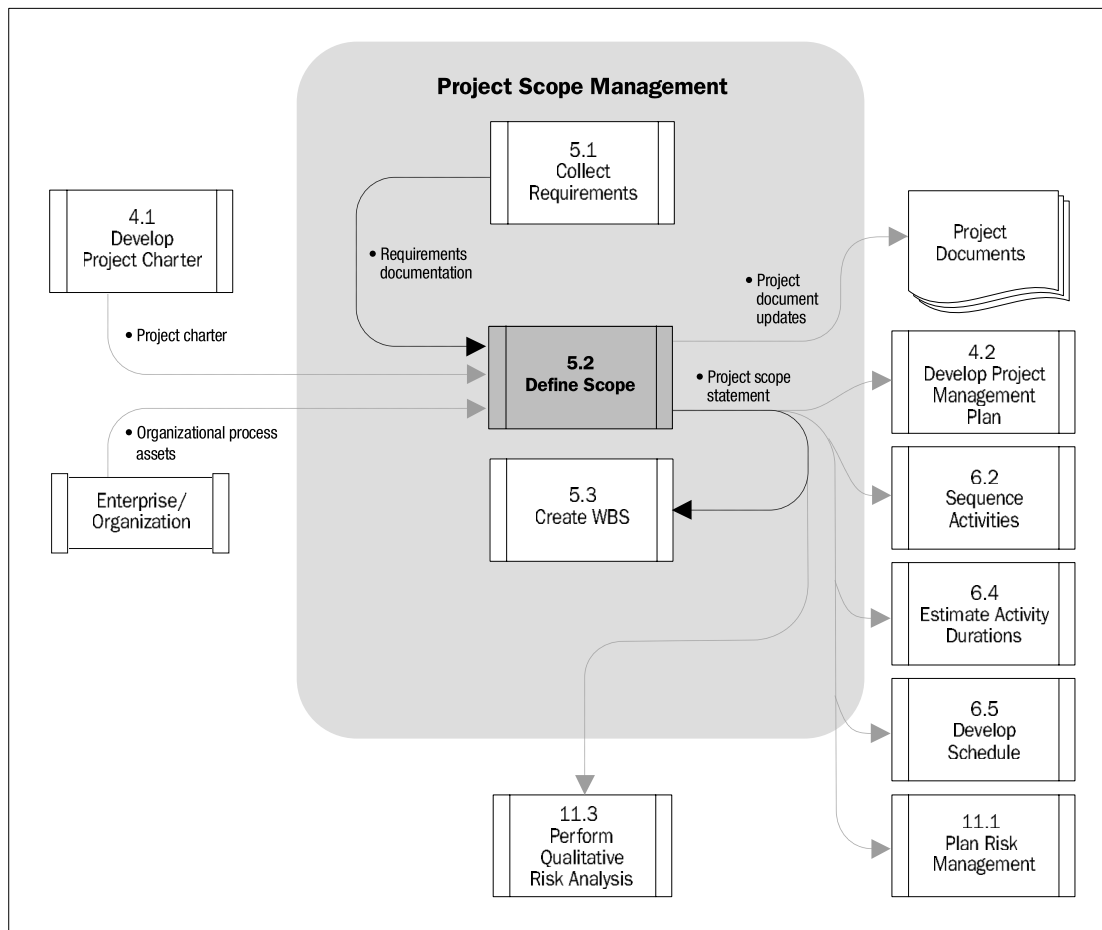 Project Scope Management
5.1
Collect
Requirements
4.1
Develop
Project Charter
• Requirements
documentation
Project
Documents
• Project
document
updates
• Project charter
5.2
Define Scope
• Project scope
statement
4.2
Develop Project
Management
Plan
• Organizational process
assets
Enterprise/
Organization
5.3
Create WBS
6.2
Sequence
Activities
6.4
Estimate Activity
Durations
6.5
Develop
Schedule
11.3
Perform
Qualitative
Risk Analysis
11.1
Plan Risk
Management